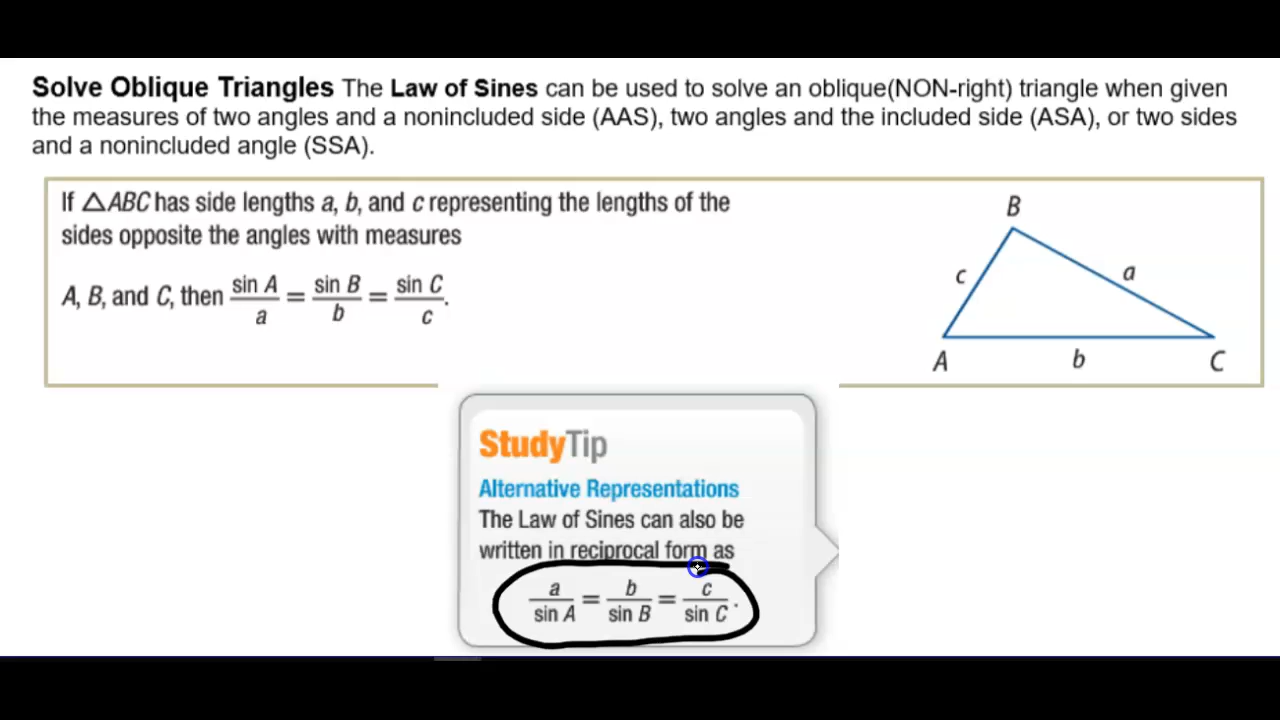 Solve Oblique Triangles The Law of Sines can be used to solve an oblique(NON-right) triangle when given
the measures of two angles and a nonincluded side (AAS), two angles and the included side (ASA), or two sides
and a nonincluded angle (SSA).
If △ABC has side lengths a, b, and c representing the lengths of the
sides opposite the angles with measures
A, B, and C, then sin A/a = sin B/b = sin C/c.
B
c
a
A
b
C
StudyTip
Alternative Representations
The Law of Sines can also be
written in reciprocal form as
a/sin A = b/sin B = c/sin C.